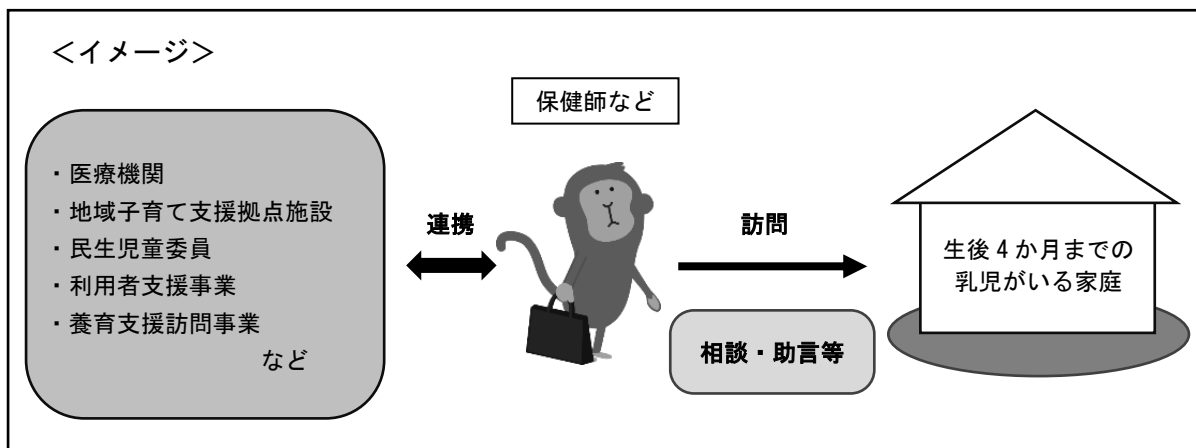 ＜イメージ＞
保健師など
・医療機関
・地域子育て支援拠点施設
・民生児童委員
・利用者支援事業
・養育支援訪問事業
など
連携
訪問
相談・助言等
生後４か月までの
乳児がいる家庭